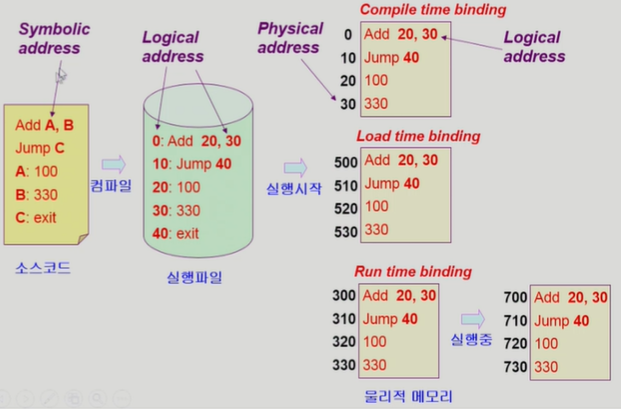 Symbolic
address
Add A, B
Jump C
A: 100
B: 330
C: exit
소스코드
컴파일
Logical
address
0: Add 20, 30
10: Jump 40
20: 100
30: 330
40: exit
실행파일
실행시작
Physical
address
Compile time binding
0 Add 20, 30
10 Jump 40
20 100
30 330
Logical
address
Load time binding
500 Add 20, 30
510 Jump 40
520 100
530 330
Run time binding
300 Add 20, 30
310 Jump 40
320 100
330 330
실행중
700 Add 20, 30
710 Jump 40
720 100
730 330
물리적 메모리